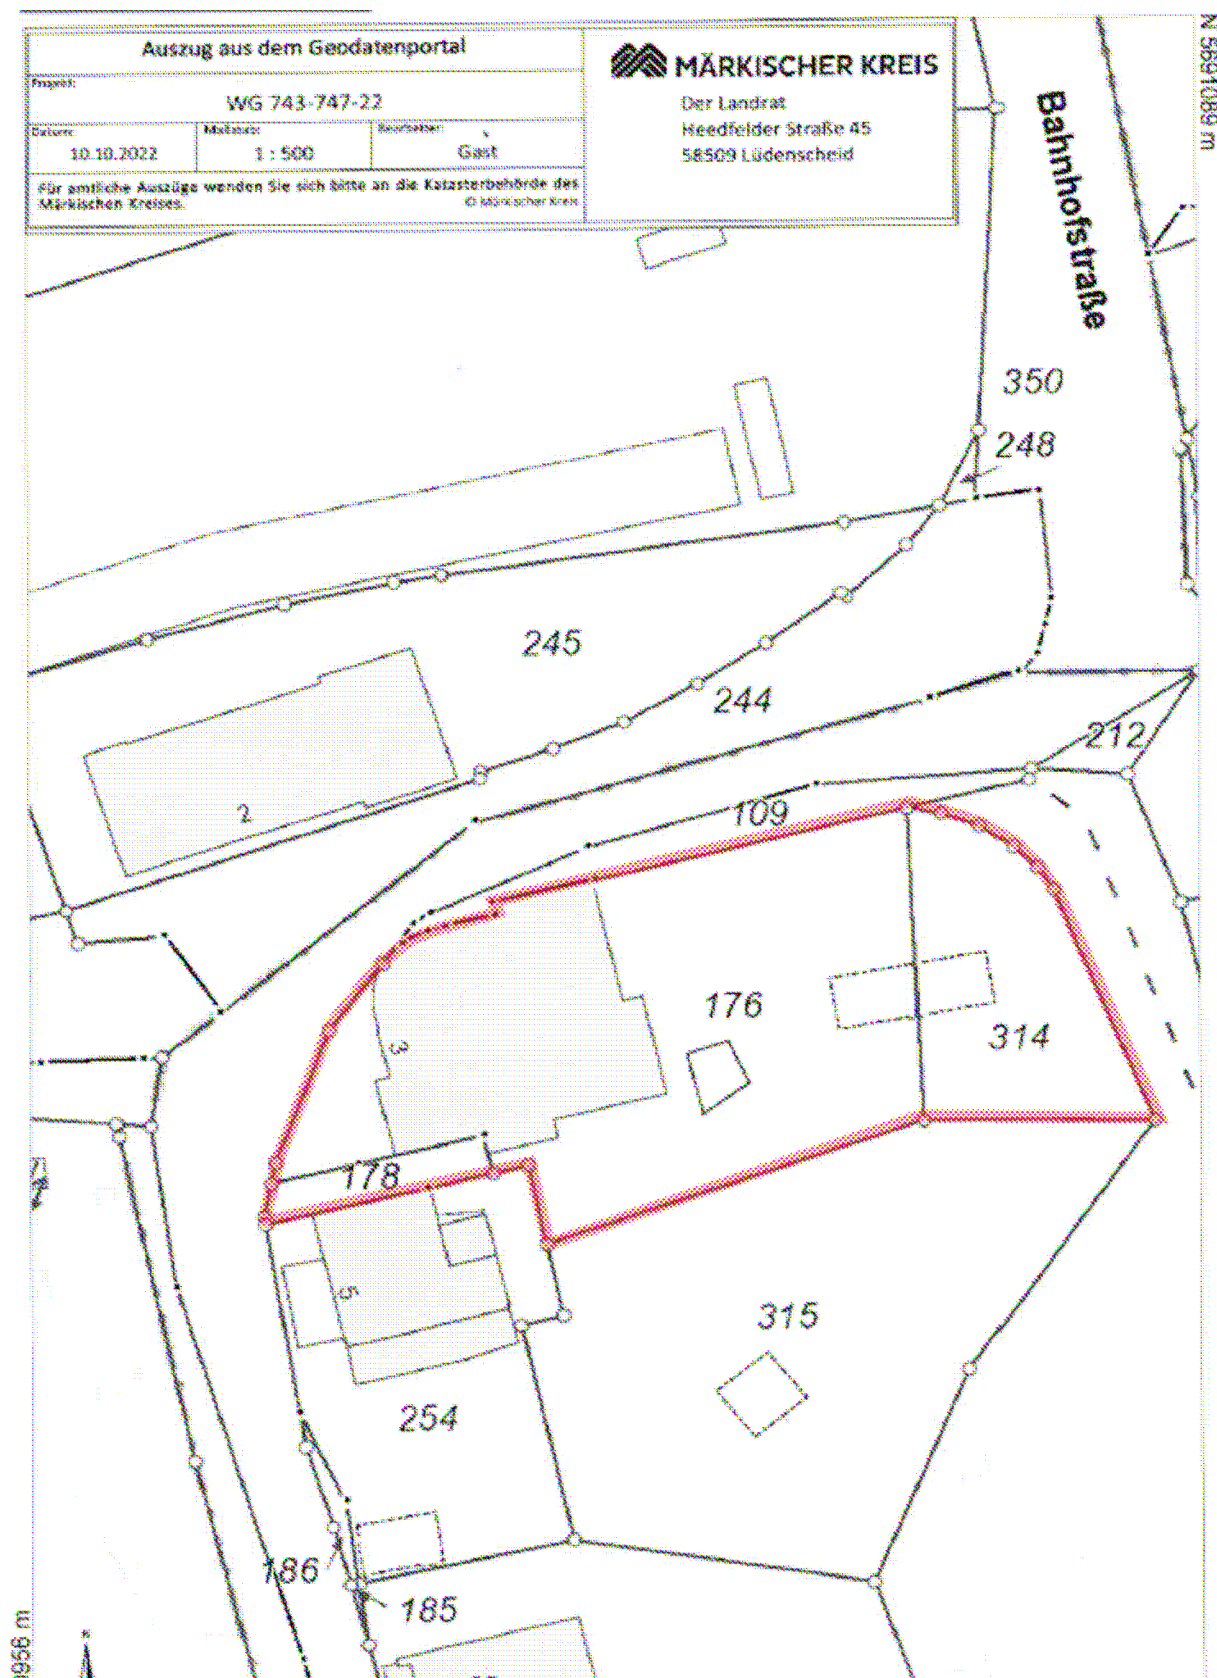 Auszug aus dem Geodatenportal
Projekt:
WG 743-747-22
Datum:
Maßstab:
Bearbeiter:
10.10.2022
1 : 500
Gast
Für amtliche Auszüge wenden Sie sich bitte an die Katasterbehörde des
Märkischen Kreises.
© Märkischer Kreis
MÄRKISCHER KREIS
Der Landrat
Heedfelder Straße 45
58509 Lüdenscheid
N 5691089 m
Bahnhofstraße
350
248
245
244
212
2
109
176
3
314
178
5
315
254
186
185